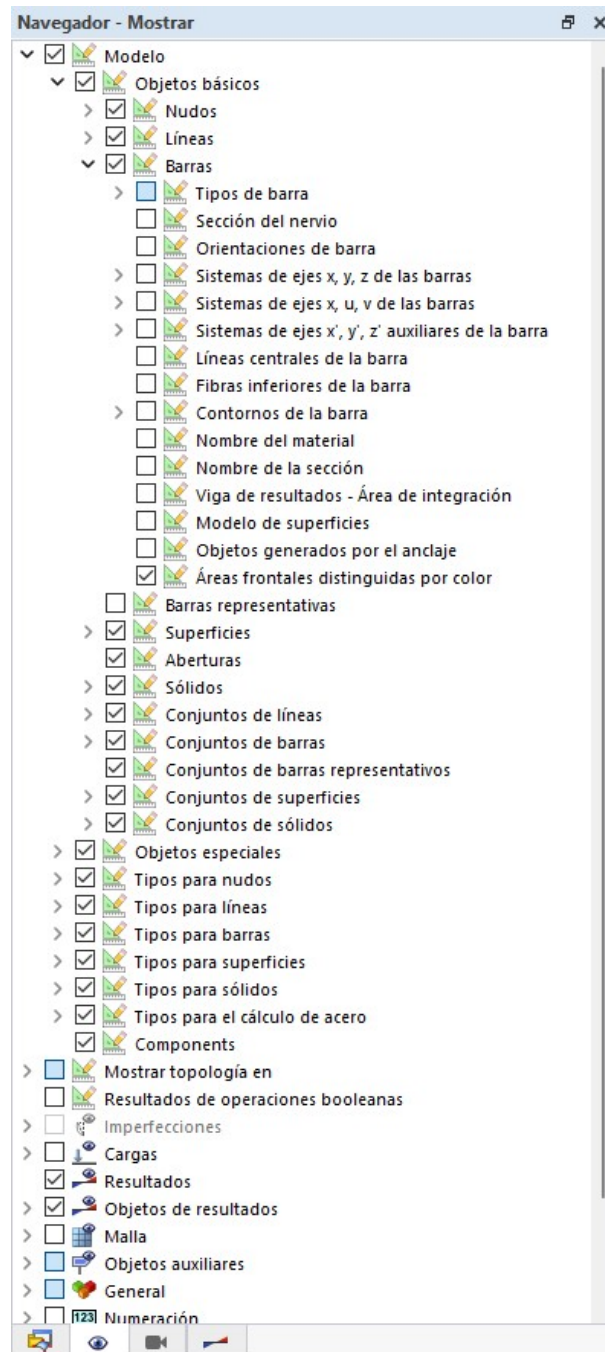 Navegador - Mostrar
Modelo
Objetos básicos
Nudos
Líneas
Barras
Tipos de barra
Sección del nervio
Orientaciones de barra
Sistemas de ejes x, y, z de las barras
Sistemas de ejes x, u, v de las barras
Sistemas de ejes x', y', z' auxiliares de la barra
Líneas centrales de la barra
Fibras inferiores de la barra
Contornos de la barra
Nombre del material
Nombre de la sección
Viga de resultados - Área de integración
Modelo de superficies
Objetos generados por el anclaje
Áreas frontales distinguidas por color
Barras representativas
Superficies
Aberturas
Sólidos
Conjuntos de líneas
Conjuntos de barras
Conjuntos de barras representativos
Conjuntos de superficies
Conjuntos de sólidos
Objetos especiales
Tipos para nudos
Tipos para líneas
Tipos para barras
Tipos para superficies
Tipos para sólidos
Tipos para el cálculo de acero
Components
Mostrar topología en
Resultados de operaciones booleanas
Imperfecciones
Cargas
Resultados
Objetos de resultados
Malla
Objetos auxiliares
General
123 Numeración